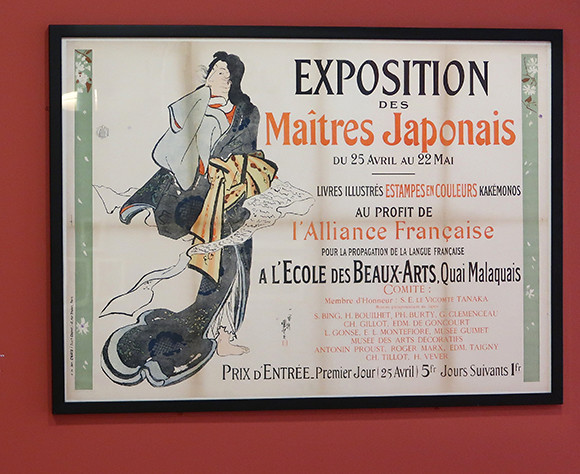 EXPOSITION
DES
Maîtres Japonais
DU 25 AVRIL AU 22 MAI
LIVRES ILLUSTRÉS ESTAMPES EN COULEURS KAKÉMONOS
AU PROFIT DE
l'Alliance Française
POUR LA PROPAGATION DE LA LANGUE FRANÇAISE
A L'ECOLE DES BEAUX-ARTS, Quai Malaquais
COMITÉ :
Membre d'Honneur : S. E. LE VICOMTE TANAKA
S. BING, H. BOUILHET, PH. BURTY, G. CLEMENCEAU
CH. GILLOT, EDM. DE GONCOURT
L. GONSE, E. L. MONTEFIORE, MUSÉE GUIMET
MUSÉE DES ARTS DÉCORATIFS
ANTONIN PROUST, ROGER MARX, EDM. TAIGNY
CH. TILLOT, H. VEVER
PRIX D'ENTRÉE_PREMIER JOUR (25 AVRIL) 5fr JOURS SUIVANTS 1fr